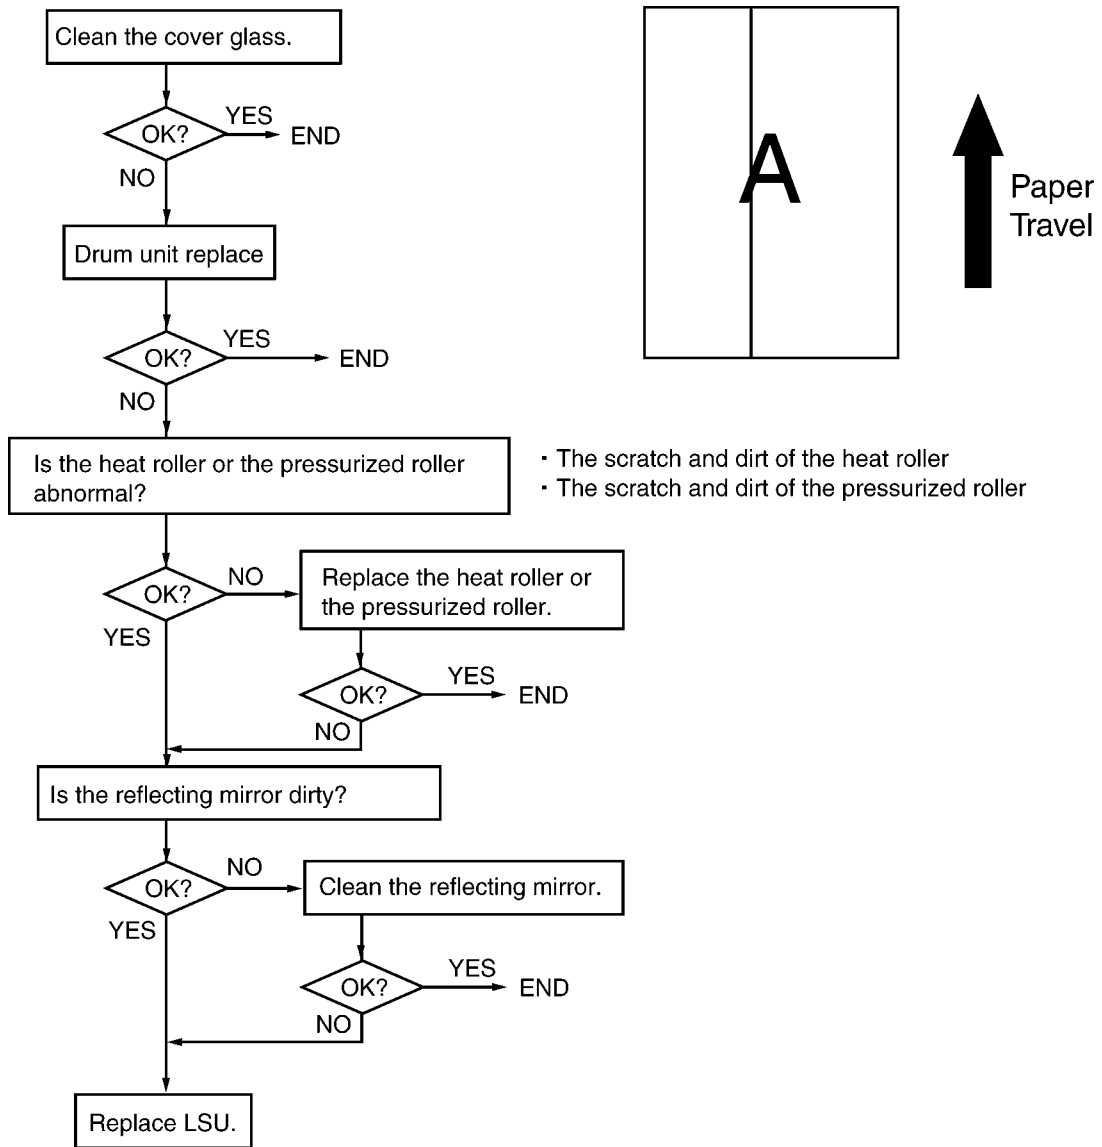 Clean the cover glass.
OK?
YES
END
NO
Drum unit replace
OK?
YES
END
NO
Is the heat roller or the pressurized roller
abnormal?
· The scratch and dirt of the heat roller
· The scratch and dirt of the pressurized roller
OK?
NO
Replace the heat roller or
the pressurized roller.
YES
OK?
YES
END
NO
Is the reflecting mirror dirty?
OK?
NO
Clean the reflecting mirror.
YES
OK?
YES
END
NO
Replace LSU.
A
Paper
Travel